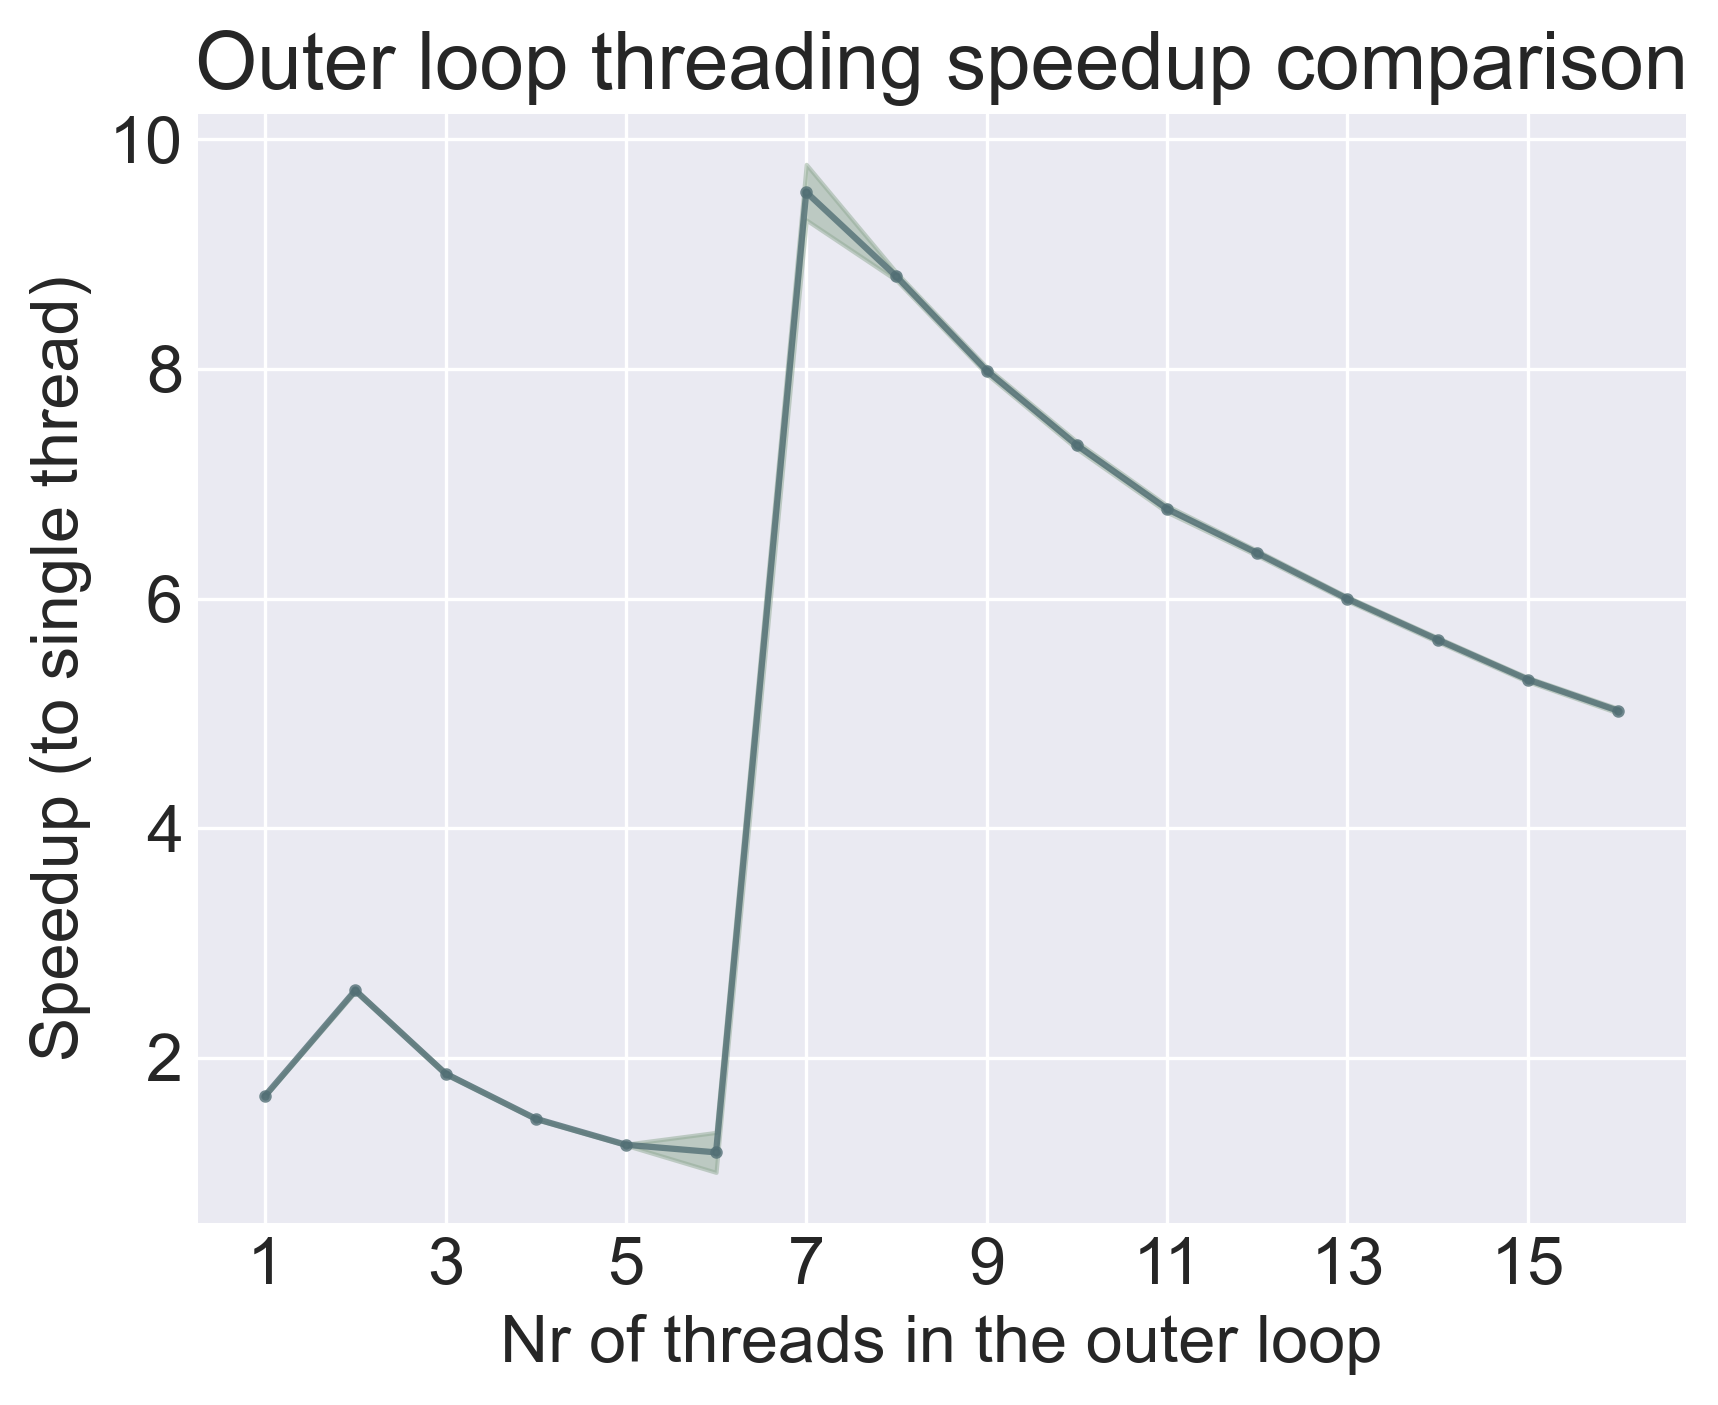 Outer loop threading speedup comparison
Speedup (to single thread)
10
8
6
4
2
1 3 5 7 9 11 13 15
Nr of threads in the outer loop